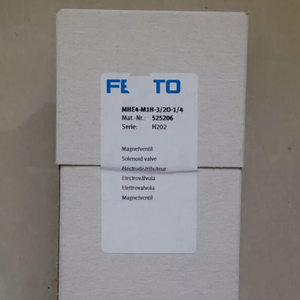 FESTO
MHE4-M1H-3/2O-1/4
Mat.-Nr.: 525206
Serie: H202
Magnetventil
Solenoid valve
Electrodistributeur
Electroválvula
Elettrovalvola
Magnetventil